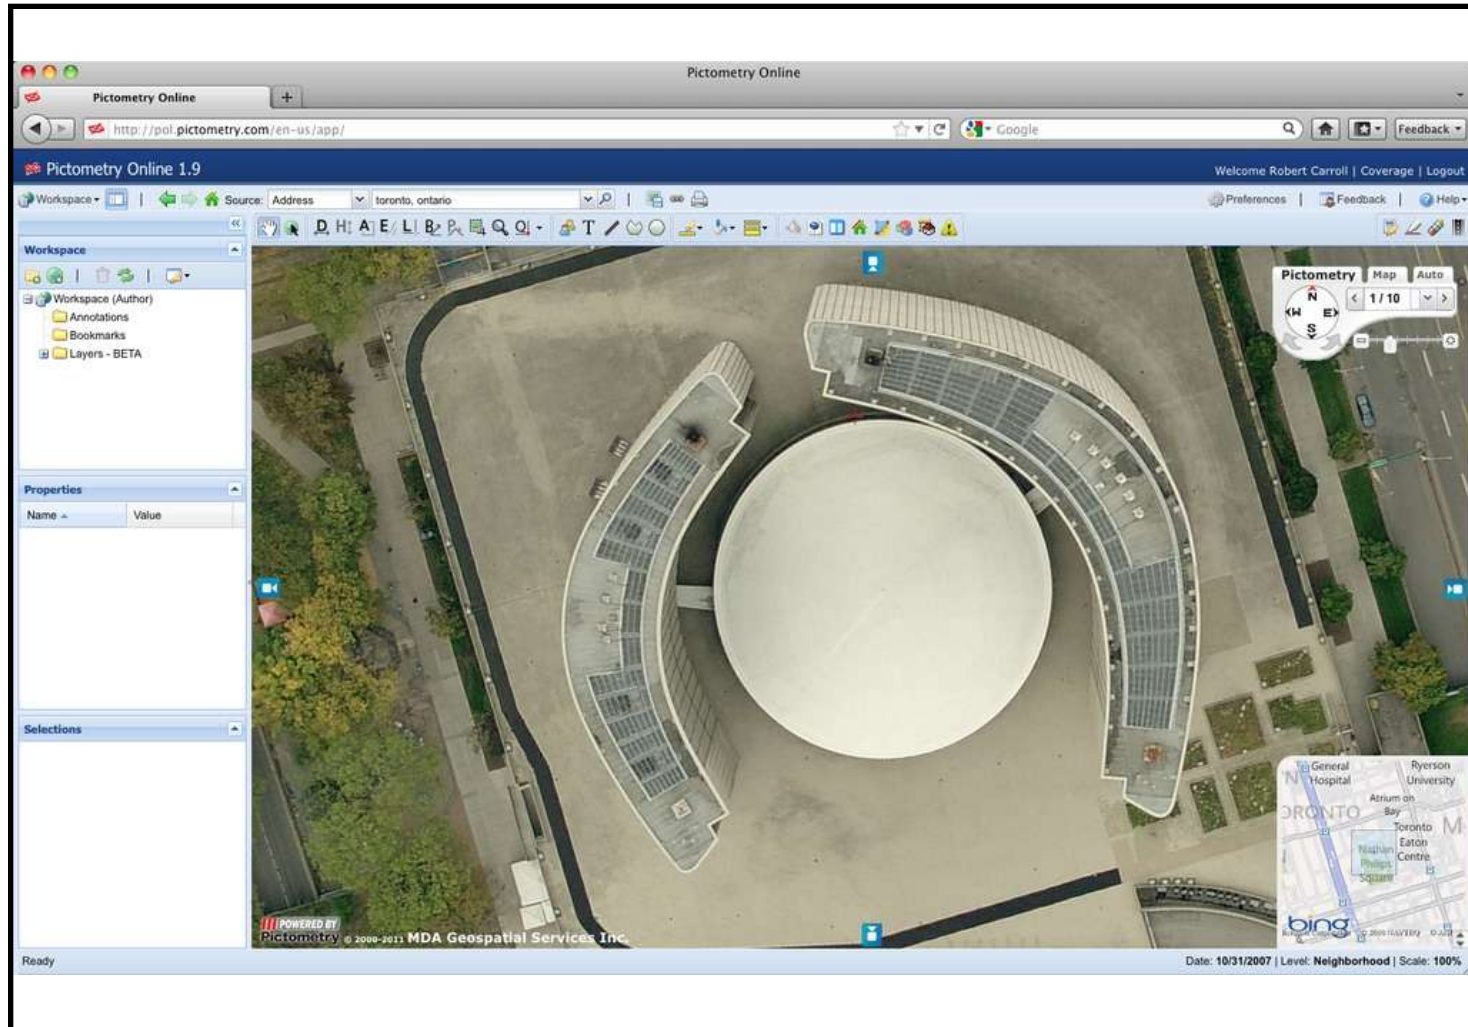 Pictometry Online
Pictometry Online
http://pol.pictometry.com/en-us/app/
Google
Feedback
Pictometry Online 1.9
Welcome Robert Carroll | Coverage | Logout
Workspace
Source: Address
toronto, ontario
Preferences | Feedback | Help
Workspace
Workspace (Author)
Annotations
Bookmarks
Layers - BETA
Properties
Name
Value
Selections
Pictometry Map Auto
1 / 10
N
W E
S
General Hospital
Ryerson University
Atrium on Bay
Toronto Eaton Centre
Nathan Philips Square
bing
POWERED BY
Pictometry © 2000-2011 MDA Geospatial Services Inc.
Ready
Date: 10/31/2007 | Level: Neighborhood | Scale: 100%